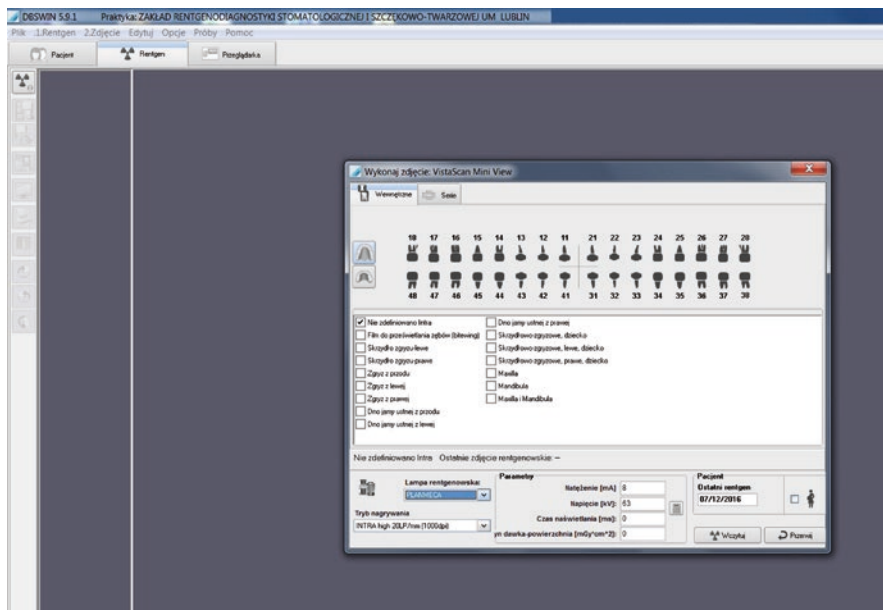 DBSWIN 5.9.1 Praktyka: ZAKŁAD RENTGENODIAGNOSTYKI STOMATOLOGICZNEJ I SZCZĘKOWO-TWARZOWEJ UM LUBLIN
Plik 1.Rentgen 2.Zdjęcie Edytuj Opcje Próby Pomoc
Pacjent Rentgen Przeglądarka
Wykonaj zdjęcie: VistaScan Mini View
Wewnętrzne Serie
18 17 16 15 14 13 12 11 21 22 23 24 25 26 27 28
48 47 46 45 44 43 42 41 31 32 33 34 35 36 37 38
Nie zdefiniowano Intra Dno jamy ustnej z prawej
Film do prześwietlania zębów (bitewing) Skrzydłowo-zgryzowe, dziecko
Skrzydło zgryzu-lewe Skrzydłowo-zgryzowe, lewe, dziecko
Skrzydło zgryzu-prawe Skrzydłowo-zgryzowe, prawe, dziecko
Zgryz z przodu Maxilla
Zgryz z lewej Mandibula
Zgryz z prawej Maxilla i Mandibula
Dno jamy ustnej z przodu
Dno jamy ustnej z lewej
Nie zdefiniowano Intra Ostatnie zdjęcie rentgenowskie: --
Lampa rentgenowska:
PLANMECA
Tryb nagrywania
INTRA high 20LP/mm (1000dpi)
Parametry
Natężenie [mA] 8
Napięcie [kV]: 63
Czas naświetlania [ms]: 0
yn dawka-powierzchnia [mGy*cm^2]: 0
Pacjent
Ostatni rentgen
07/12/2016
Wczytaj Przerwij